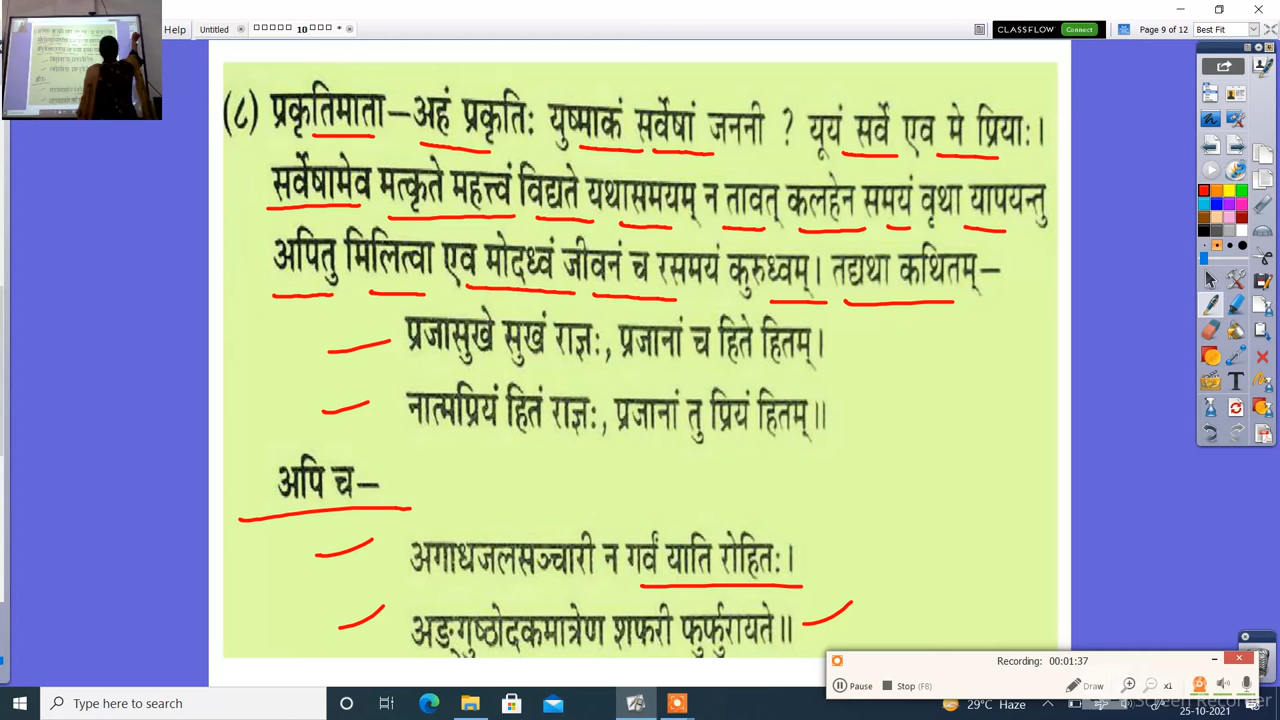 Help Untitled 10 CLASSFLOW Connect Page 9 of 12 Best Fit
(८) प्रकृतिमाता–अहं प्रकृतिः युष्माकं सर्वेषां जननी ? यूयं सर्वे एव मे प्रियाः।
सर्वेषामेव मत्कृते महत्त्वं विद्यते यथासमयम् न तावत् कलहेन समयं वृथा यापयन्तु
अपितु मिलित्वा एव मोदध्वं जीवनं च रसमयं कुरुध्वम्। तद्यथा कथितम्–
प्रजासुखे सुखं राज्ञः, प्रजानां च हिते हितम्।
नात्मप्रियं हितं राज्ञः, प्रजानां तु प्रियं हितम्॥
अपि च–
अगाधजलसञ्चारी न गर्वं याति रोहितः।
अङ्गुष्ठोदकमात्रेण शफरी फुर्फुरायते॥
Recording: 00:01:37
Pause Stop (F8) Draw x1
Type here to search
29°C Haze
25-10-2021